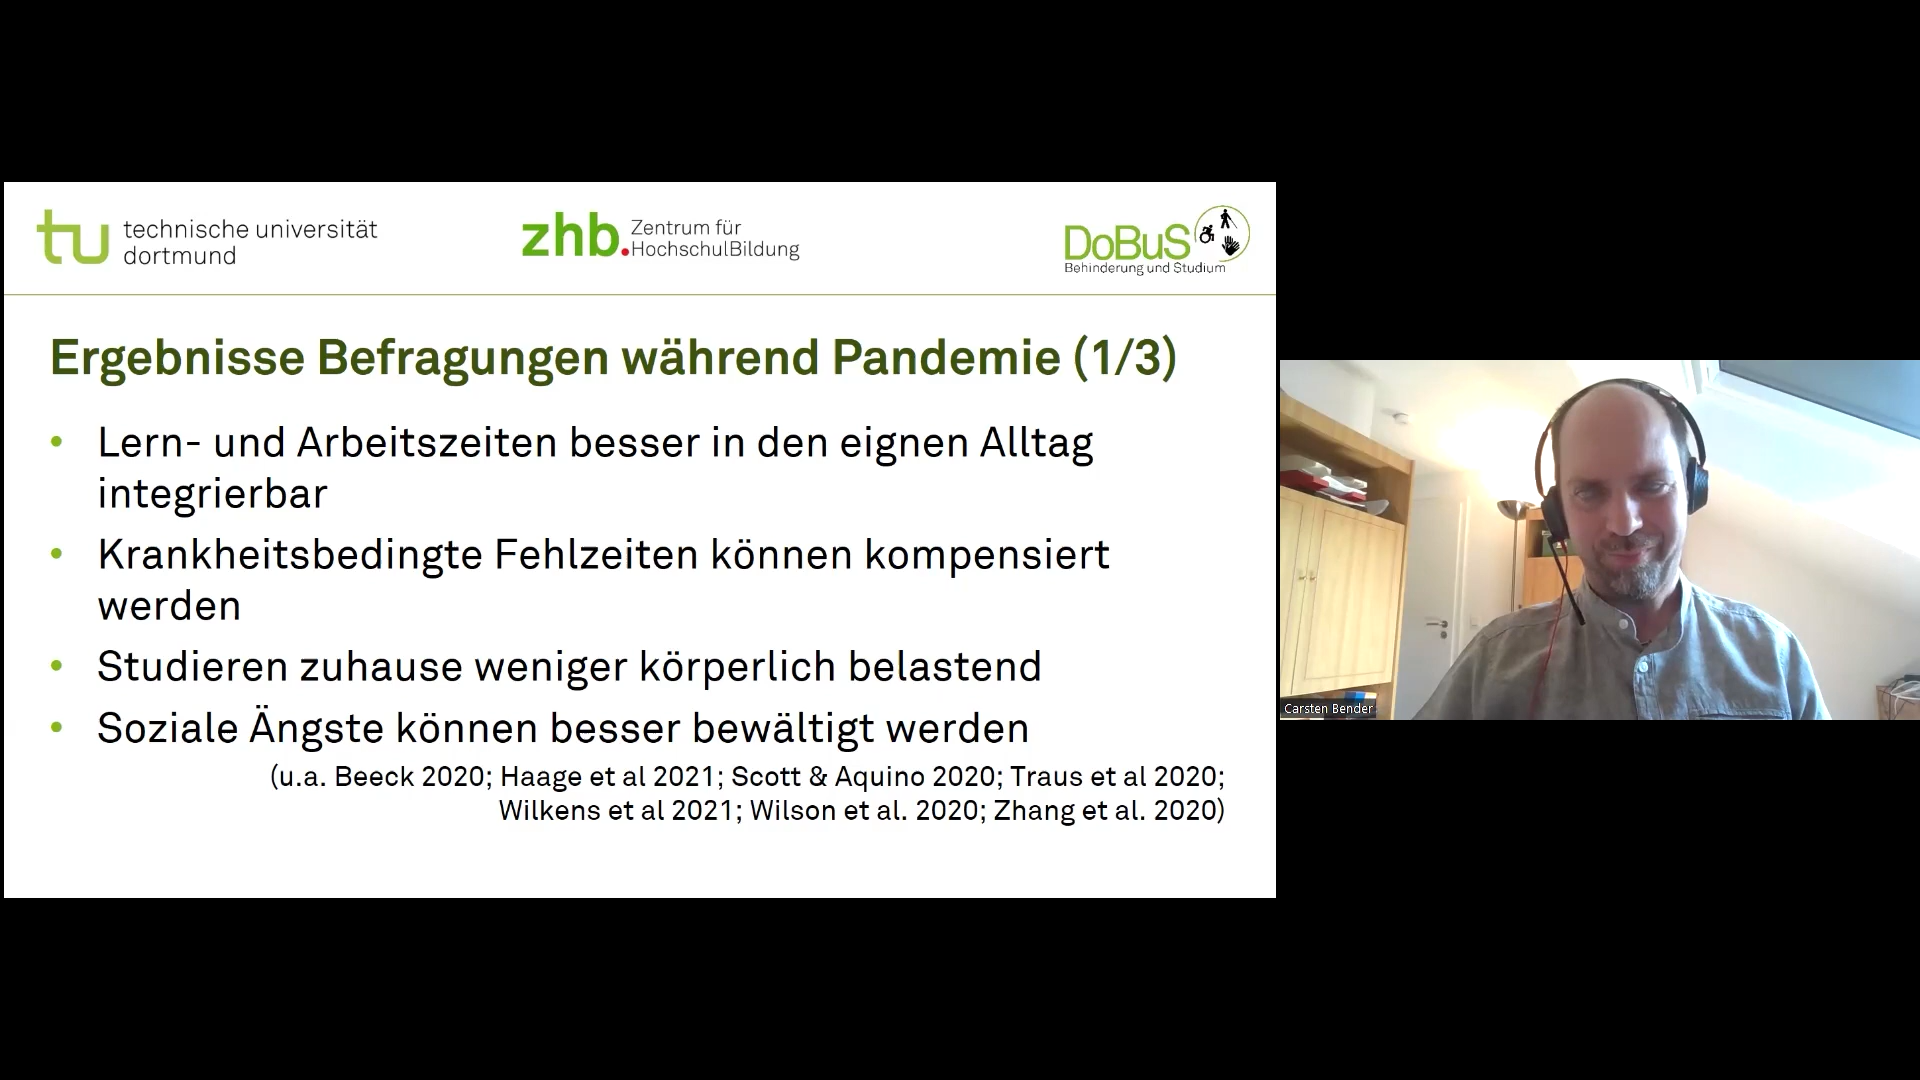 tu technische universität
dortmund
zhb. Zentrum für
HochschulBildung
DoBuS
Behinderung und Studium
Ergebnisse Befragungen während Pandemie (1/3)
• Lern- und Arbeitszeiten besser in den eignen Alltag
integrierbar
• Krankheitsbedingte Fehlzeiten können kompensiert
werden
• Studieren zuhause weniger körperlich belastend
• Soziale Ängste können besser bewältigt werden
(u.a. Beeck 2020; Haage et al 2021; Scott & Aquino 2020; Traus et al 2020;
Wilkens et al 2021; Wilson et al. 2020; Zhang et al. 2020)
Carsten Bender